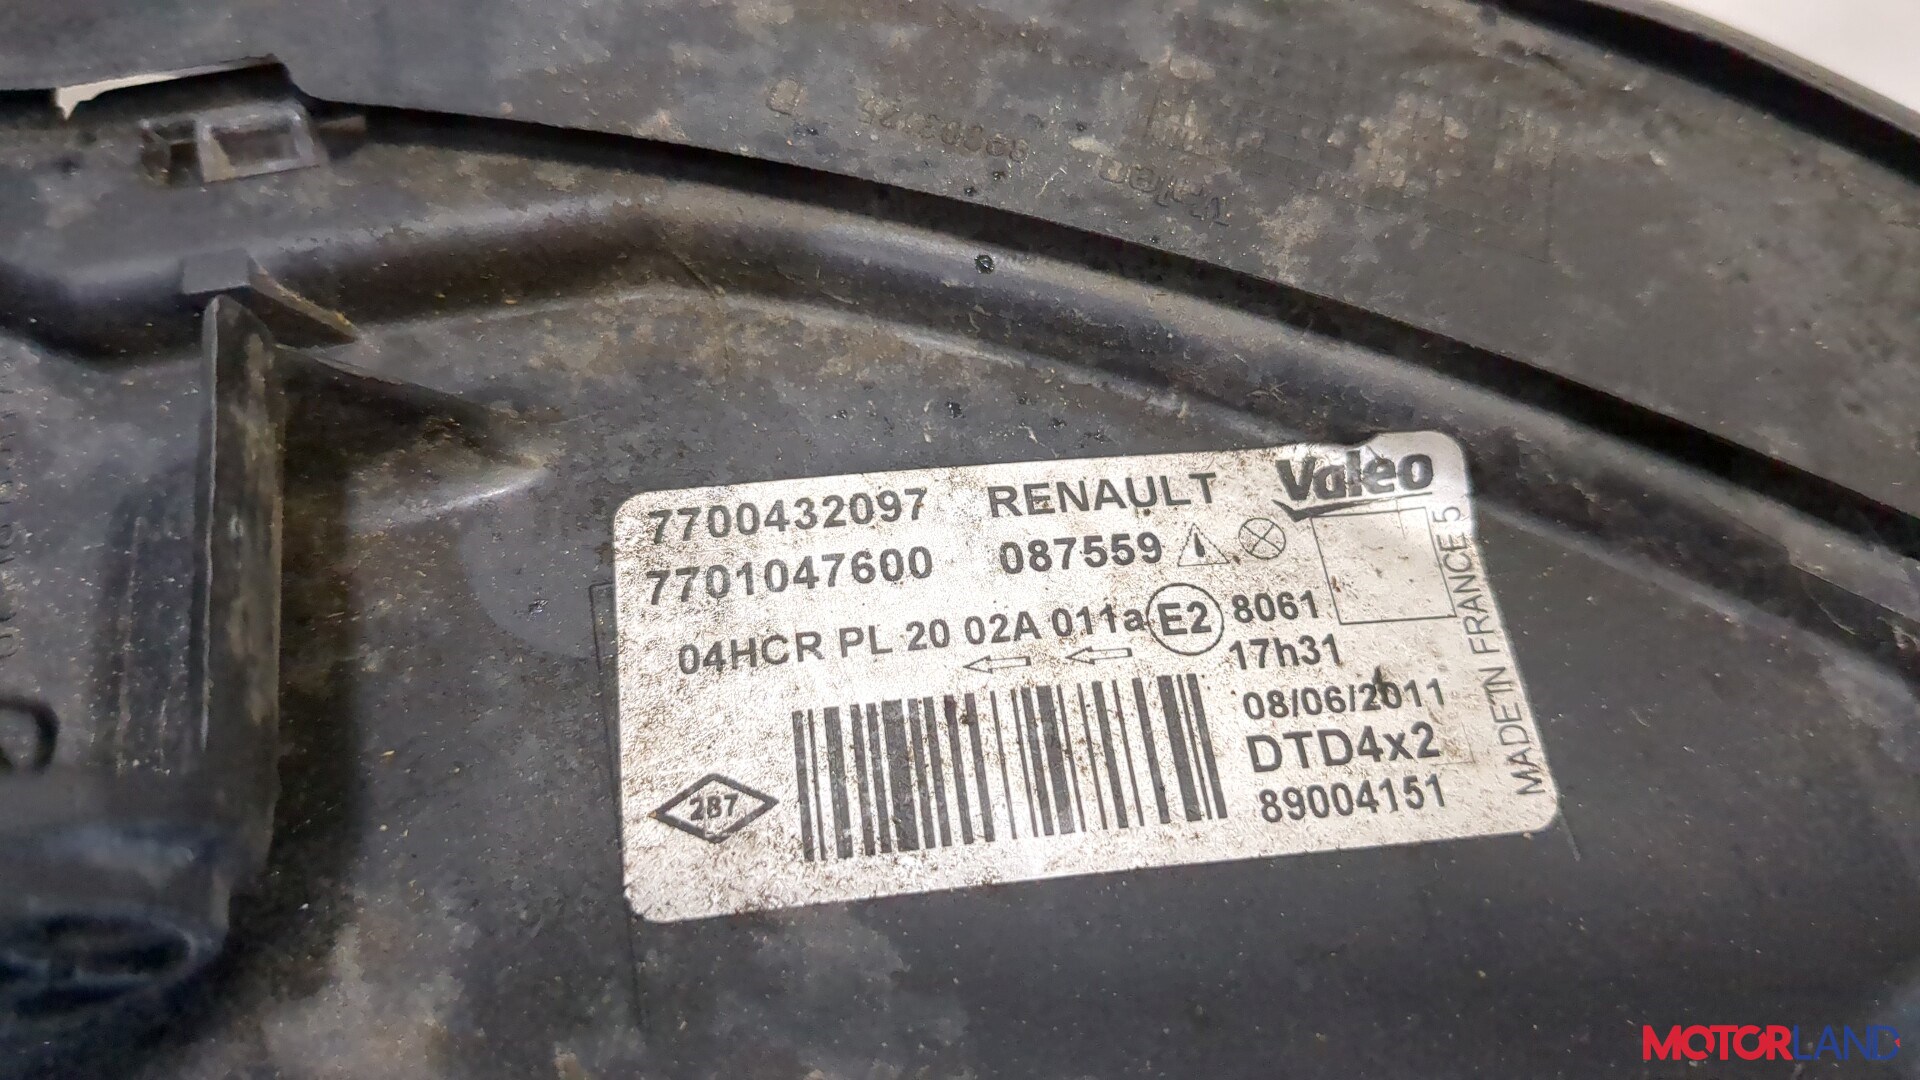 7700432097 RENAULT Valeo
7701047600 087559
04HCR PL 20 02A 011a E2 8061
17h31
08/06/2011
DTD4x2
287
89004151
MADE IN FRANCE 5
MOTORLAND